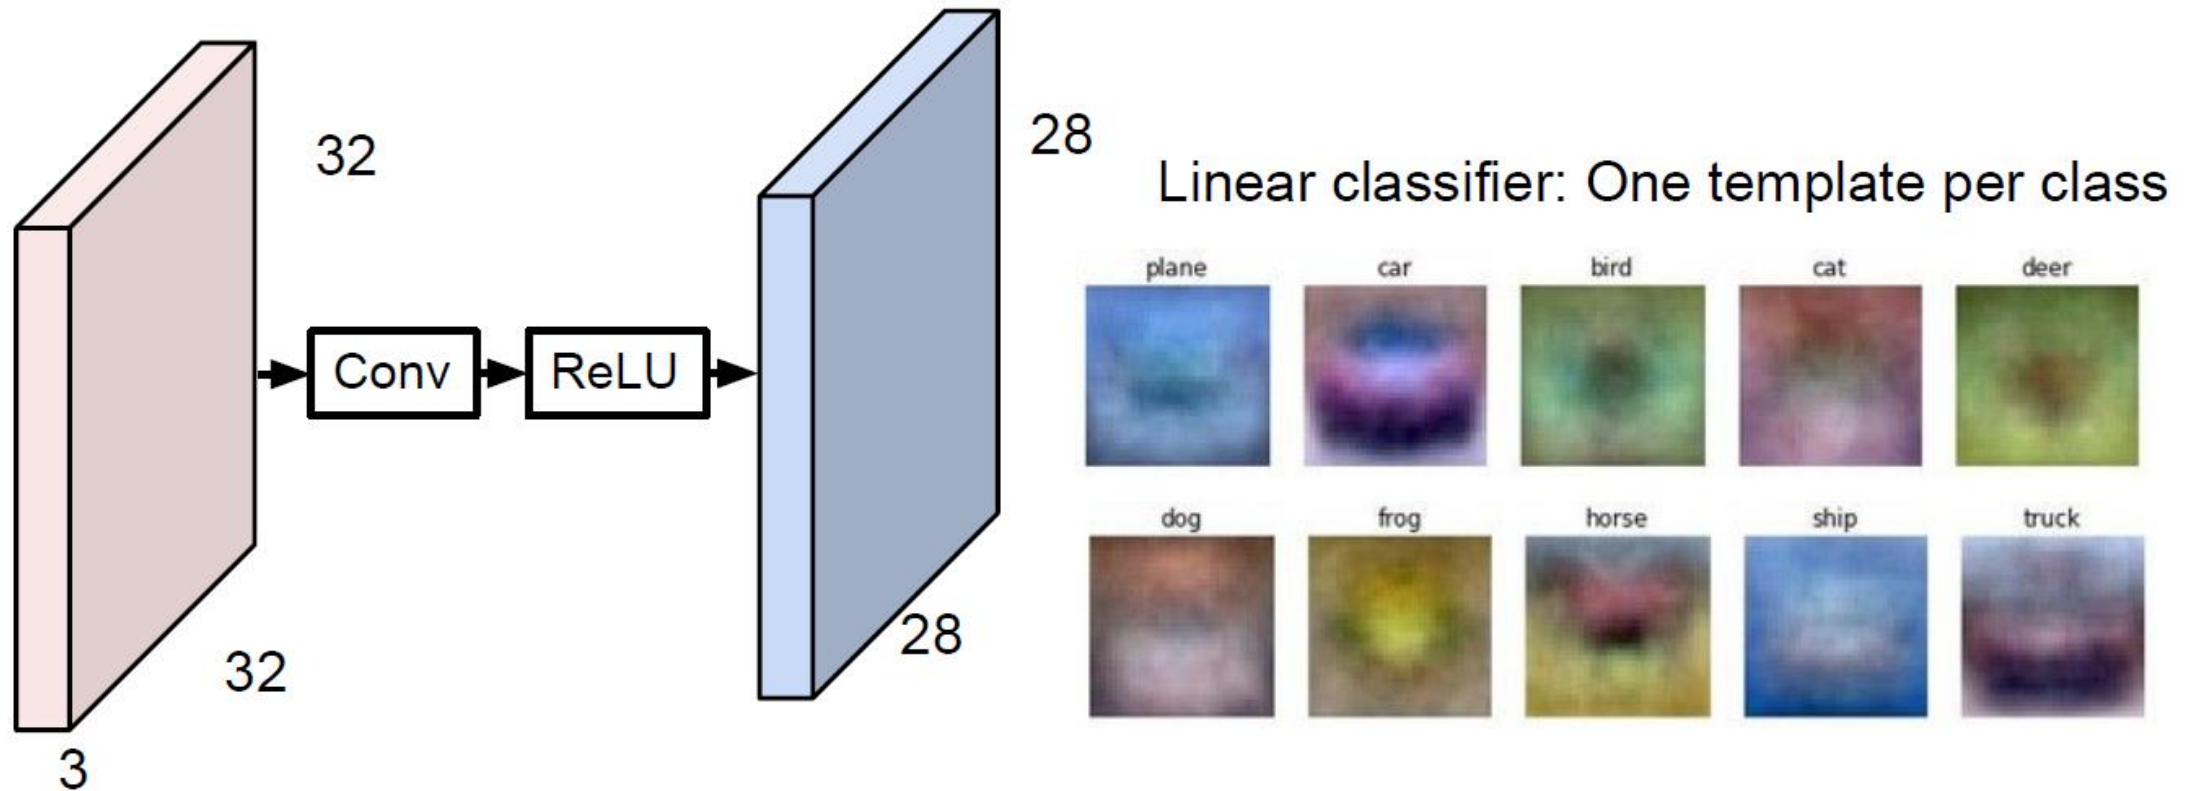 32
32
3
Conv
ReLU
28
28
Linear classifier: One template per class
plane
car
bird
cat
deer
dog
frog
horse
ship
truck